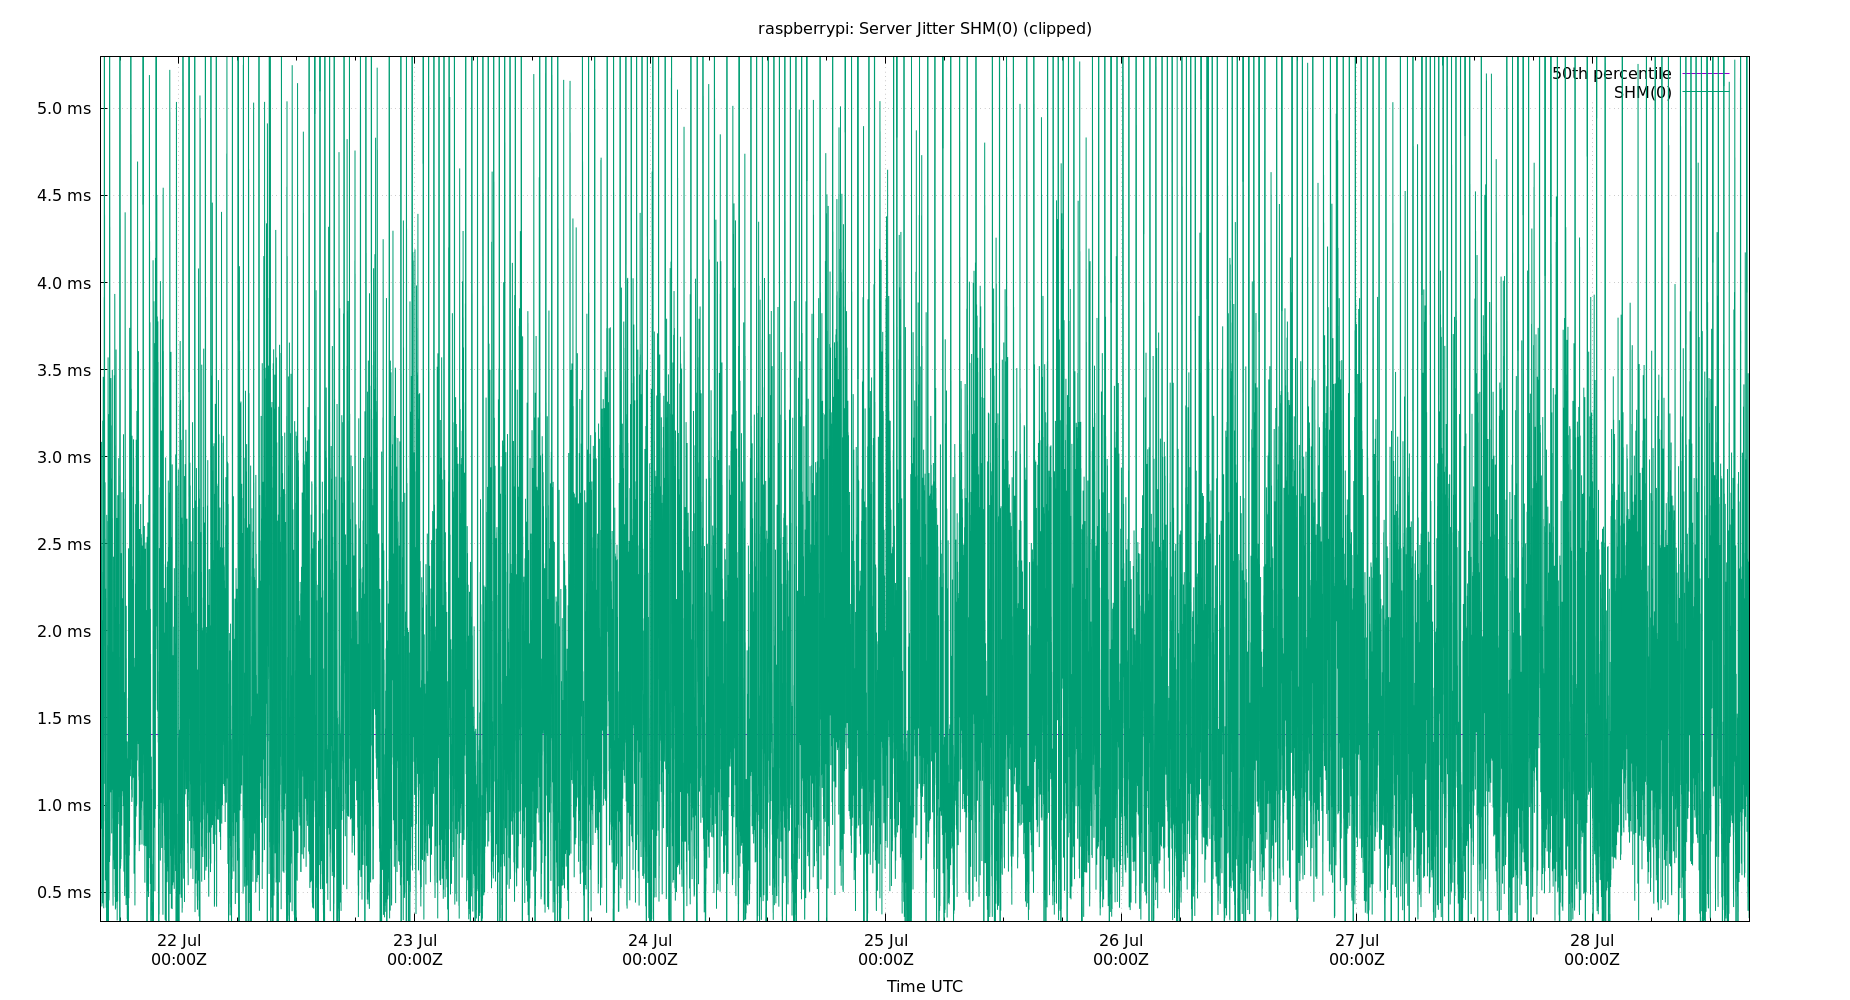 raspberrypi: Server Jitter SHM(0) (clipped)
50th percentile
SHM(0)
5.0 ms
4.5 ms
4.0 ms
3.5 ms
3.0 ms
2.5 ms
2.0 ms
1.5 ms
1.0 ms
0.5 ms
22 Jul 23 Jul 24 Jul 25 Jul 26 Jul 27 Jul 28 Jul
00:00Z 00:00Z 00:00Z 00:00Z 00:00Z 00:00Z 00:00Z
Time UTC